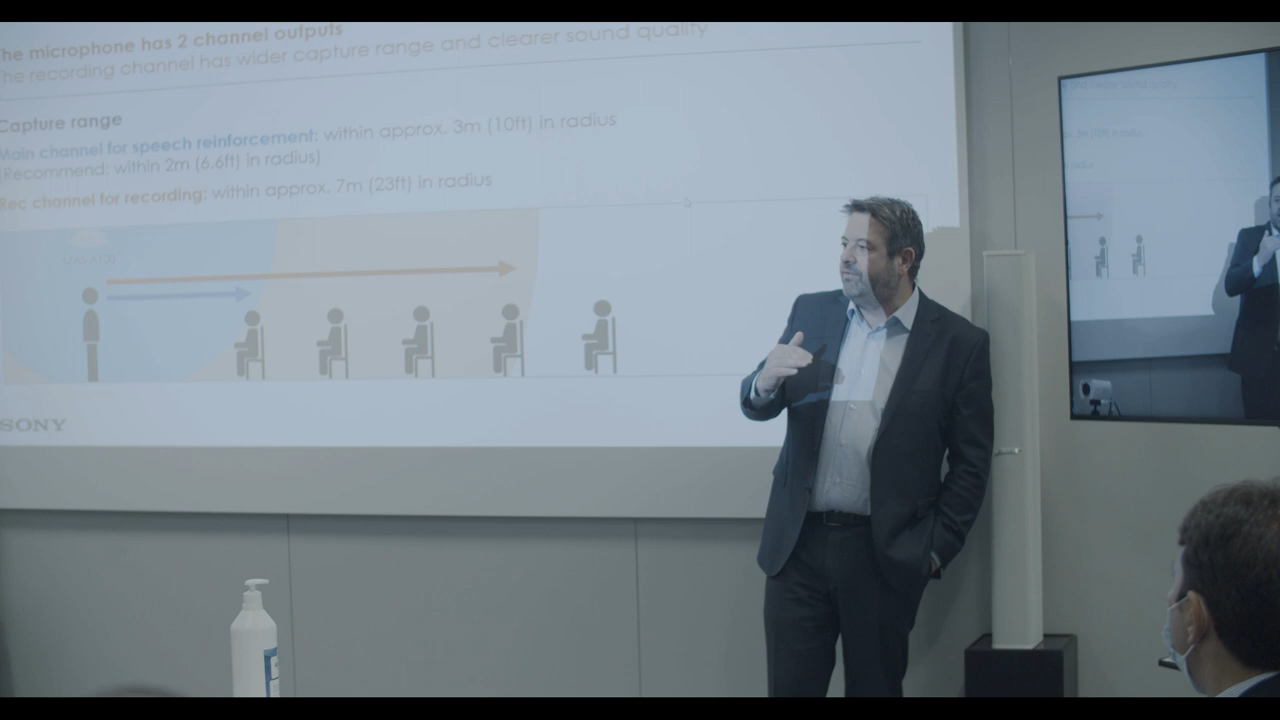 The microphone has 2 channel outputs
The recording channel has wider capture range and clearer sound quality
Capture range
Main channel for speech reinforcement: within approx. 3m (10ft) in radius
(Recommend: within 2m (6.6ft) in radius)
Rec channel for recording: within approx. 7m (23ft) in radius
MAS-A100
SONY